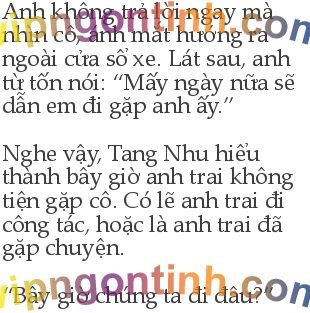 Anh không trả lời ngay mà
nhìn cô, ánh mắt hướng ra
ngoài cửa sổ xe. Lát sau, anh
từ tốn nói: “Mấy ngày nữa sẽ
dẫn em đi gặp anh ấy.”
Nghe vậy, Tang Nhu hiểu
thành bây giờ anh trai không
tiện gặp cô. Có lẽ anh trai đi
công tác, hoặc là anh trai đã
gặp chuyện.
“Bây giờ chúng ta đi đâu?”
vipngontinh.com
vipngontinh.com